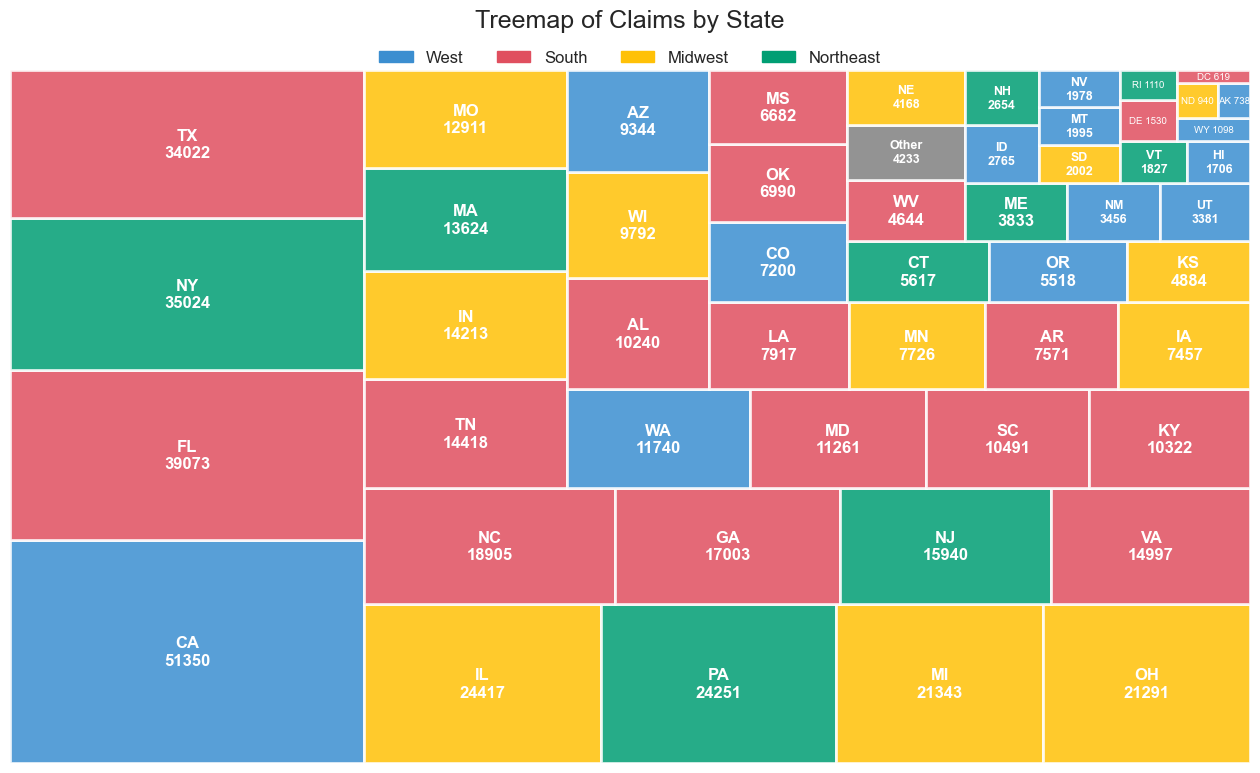 Treemap of Claims by State
West
South
Midwest
Northeast
TX
34022
NY
35024
FL
39073
CA
51350
MO
12911
MA
13624
IN
14213
TN
14418
AZ
9344
WI
9792
AL
10240
MS
6682
OK
6990
CO
7200
LA
7917
NE
4168
Other
4233
WV
4644
NH
2654
ID
2765
NV
1978
MT
1995
SD
2002
RI 1110
DE 1530
DC 619
ND 940
AK 738
WY 1098
VT
1827
HI
1706
ME
3833
NM
3456
UT
3381
CT
5617
OR
5518
KS
4884
MN
7726
AR
7571
IA
7457
WA
11740
MD
11261
SC
10491
KY
10322
NC
18905
GA
17003
NJ
15940
VA
14997
IL
24417
PA
24251
MI
21343
OH
21291